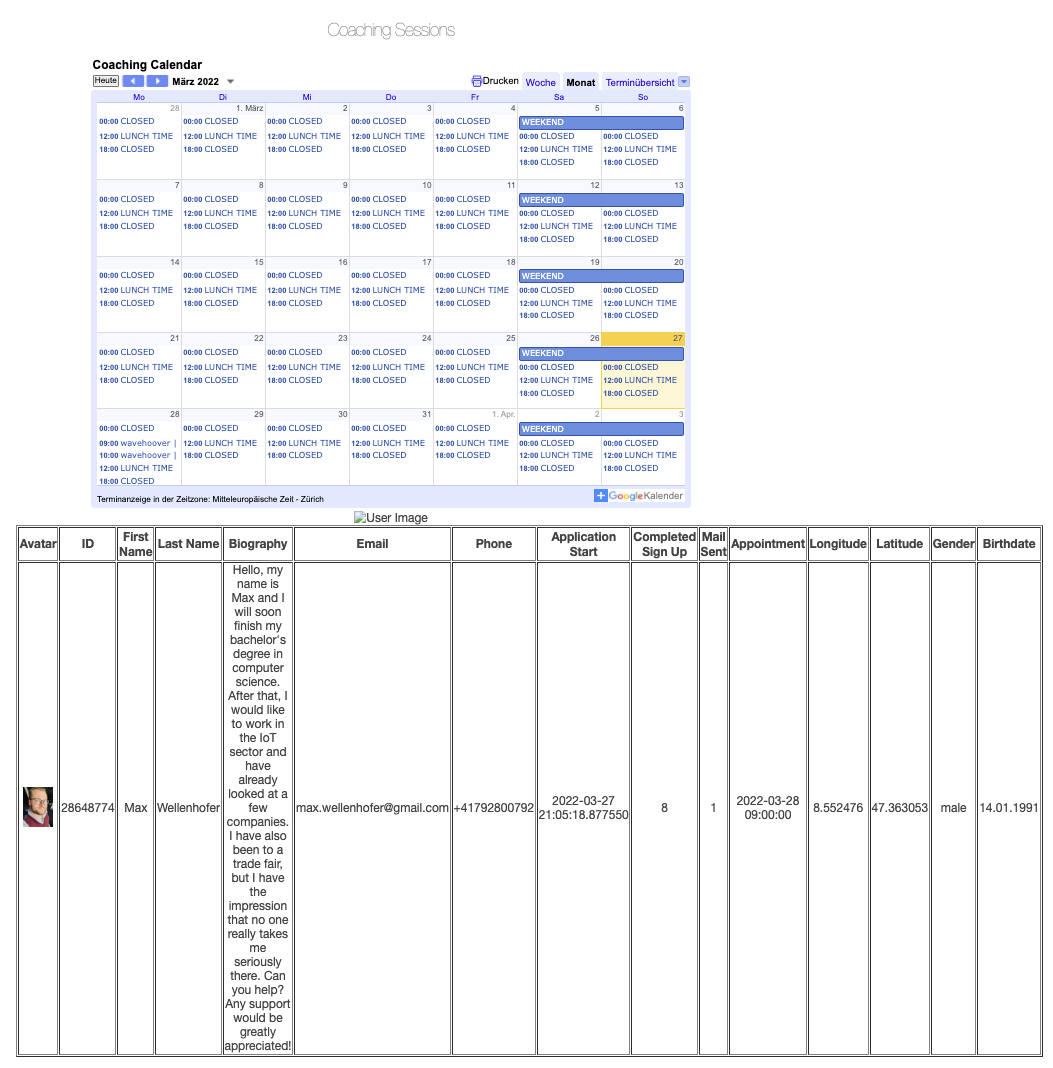 Coaching Sessions
Coaching Calendar
Heute März 2022 Drucken Woche Monat Terminübersicht
Mo Di Mi Do Fr Sa So
28 1. März 2 3 4 5 6
WEEKEND
00:00 CLOSED 00:00 CLOSED 00:00 CLOSED 00:00 CLOSED 00:00 CLOSED 00:00 CLOSED 00:00 CLOSED
12:00 LUNCH TIME 12:00 LUNCH TIME 12:00 LUNCH TIME 12:00 LUNCH TIME 12:00 LUNCH TIME 12:00 LUNCH TIME 12:00 LUNCH TIME
18:00 CLOSED 18:00 CLOSED 18:00 CLOSED 18:00 CLOSED 18:00 CLOSED 18:00 CLOSED 18:00 CLOSED
7 8 9 10 11 12 13
WEEKEND
00:00 CLOSED 00:00 CLOSED 00:00 CLOSED 00:00 CLOSED 00:00 CLOSED 00:00 CLOSED 00:00 CLOSED
12:00 LUNCH TIME 12:00 LUNCH TIME 12:00 LUNCH TIME 12:00 LUNCH TIME 12:00 LUNCH TIME 12:00 LUNCH TIME 12:00 LUNCH TIME
18:00 CLOSED 18:00 CLOSED 18:00 CLOSED 18:00 CLOSED 18:00 CLOSED 18:00 CLOSED 18:00 CLOSED
14 15 16 17 18 19 20
WEEKEND
00:00 CLOSED 00:00 CLOSED 00:00 CLOSED 00:00 CLOSED 00:00 CLOSED 00:00 CLOSED 00:00 CLOSED
12:00 LUNCH TIME 12:00 LUNCH TIME 12:00 LUNCH TIME 12:00 LUNCH TIME 12:00 LUNCH TIME 12:00 LUNCH TIME 12:00 LUNCH TIME
18:00 CLOSED 18:00 CLOSED 18:00 CLOSED 18:00 CLOSED 18:00 CLOSED 18:00 CLOSED 18:00 CLOSED
21 22 23 24 25 26 27
WEEKEND
00:00 CLOSED 00:00 CLOSED 00:00 CLOSED 00:00 CLOSED 00:00 CLOSED 00:00 CLOSED 00:00 CLOSED
12:00 LUNCH TIME 12:00 LUNCH TIME 12:00 LUNCH TIME 12:00 LUNCH TIME 12:00 LUNCH TIME 12:00 LUNCH TIME 12:00 LUNCH TIME
18:00 CLOSED 18:00 CLOSED 18:00 CLOSED 18:00 CLOSED 18:00 CLOSED 18:00 CLOSED 18:00 CLOSED
28 29 30 31 1. Apr. 2 3
WEEKEND
00:00 CLOSED 00:00 CLOSED 00:00 CLOSED 00:00 CLOSED 00:00 CLOSED 00:00 CLOSED 00:00 CLOSED
09:00 wavehoover | 12:00 LUNCH TIME 12:00 LUNCH TIME 12:00 LUNCH TIME 12:00 LUNCH TIME 12:00 LUNCH TIME 12:00 LUNCH TIME
10:00 wavehoover | 18:00 CLOSED 18:00 CLOSED 18:00 CLOSED 18:00 CLOSED 18:00 CLOSED 18:00 CLOSED
12:00 LUNCH TIME
18:00 CLOSED
Terminanzeige in der Zeitzone: Mitteleuropäische Zeit - Zürich
Google Kalender
User Image
Avatar ID First Name Last Name Biography Email Phone Application Start Completed Sign Up Mail Sent Appointment Longitude Latitude Gender Birthdate
28648774
Max
Wellenhofer
Hello, my
name is
Max and I
will soon
finish my
bachelor's
degree in
computer
science.
After that, I
would like
to work in
the IoT
sector and
have
already
looked at a
few
companies.
I have also
been to a
trade fair,
but I have
the
impression
that no one
really takes
me
seriously
there. Can
you help?
Any support
would be
greatly
appreciated!
max.wellenhofer@gmail.com
+41792800792
2022-03-27
21:05:18.877550
8
1
2022-03-28
09:00:00
8.552476
47.363053
male
14.01.1991